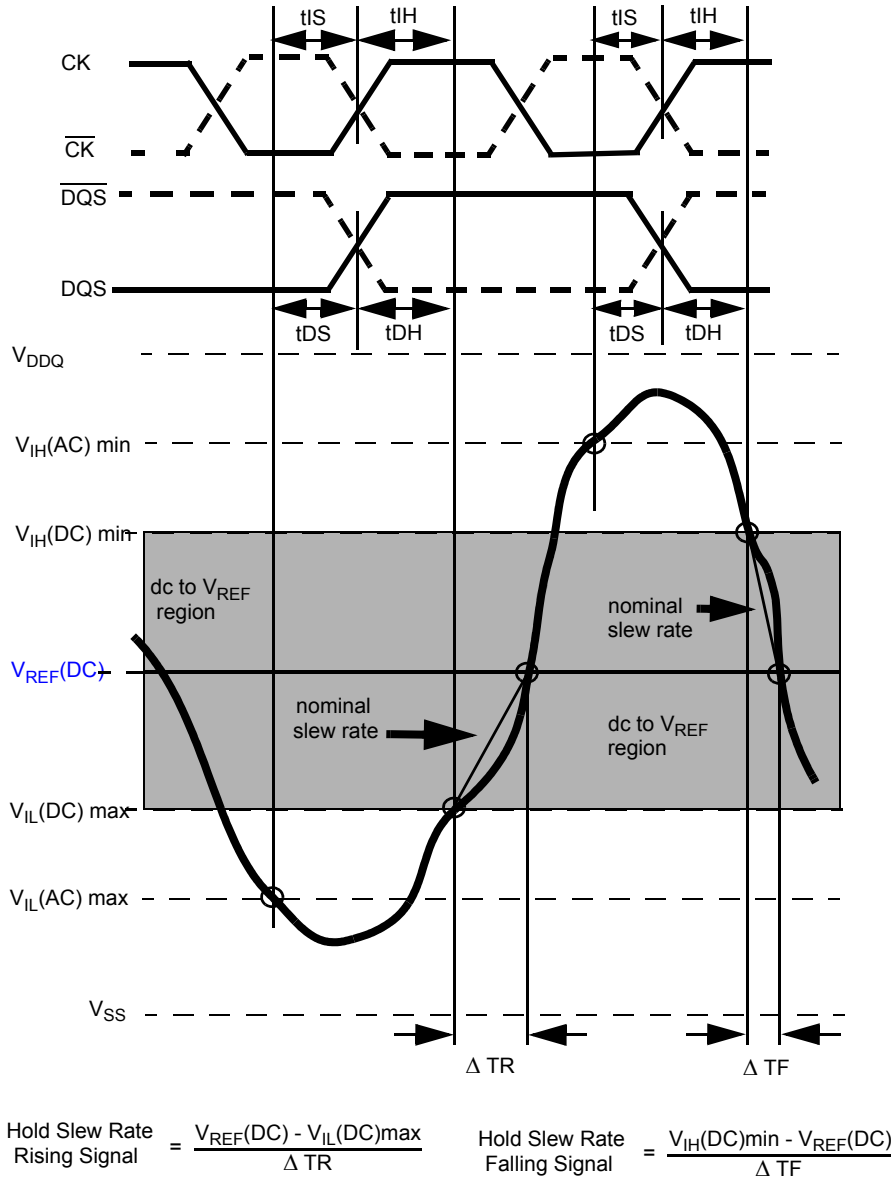 tIS tIH tIS tIH
CK
CK
DQS
DQS
tDS tDH tDS tDH
VDDQ
VIH(AC) min
VIH(DC) min
dc to VREF
region
nominal
slew rate
VREF(DC)
nominal
slew rate
dc to VREF
region
VIL(DC) max
VIL(AC) max
VSS
Δ TR Δ TF
Hold Slew Rate
Rising Signal
= VREF(DC) - VIL(DC)max
Δ TR
Hold Slew Rate
Falling Signal
= VIH(DC)min - VREF(DC)
Δ TF